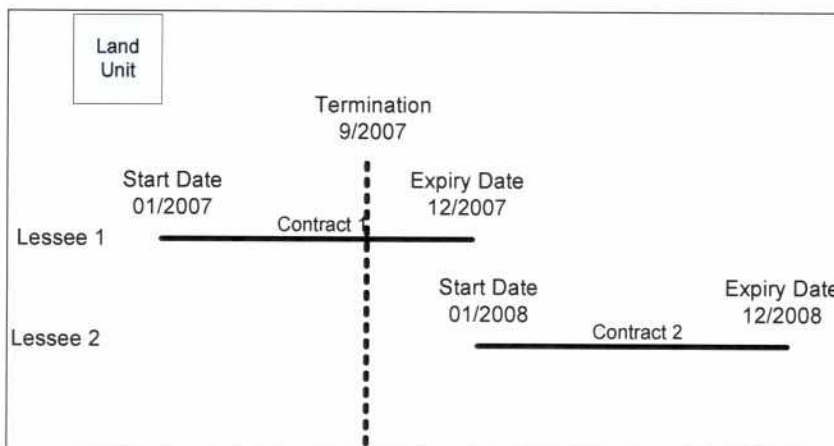 Land
Unit
Termination
9/2007
Start Date
01/2007
Expiry Date
12/2007
Contract 1
Lessee 1
Start Date
01/2008
Expiry Date
12/2008
Contract 2
Lessee 2